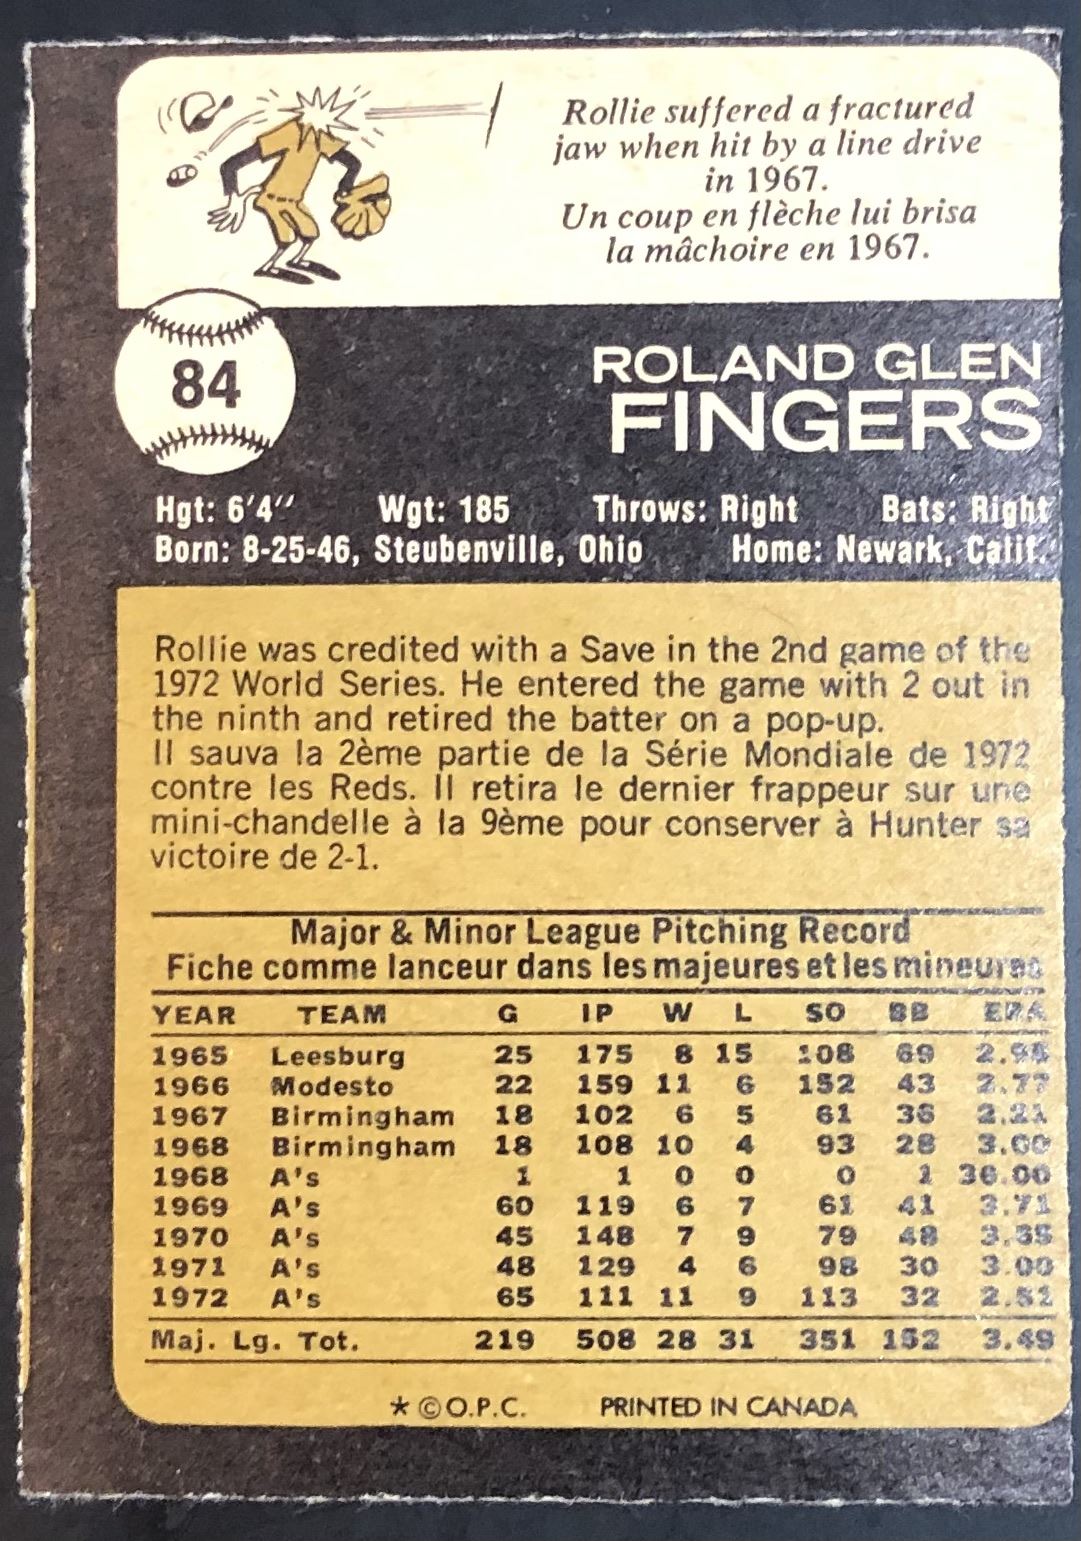 Rollie suffered a fractured
jaw when hit by a line drive
in 1967.
Un coup en flèche lui brisa
la mâchoire en 1967.
84
ROLAND GLEN
FINGERS
Hgt: 6'4" Wgt: 185 Throws: Right Bats: Right
Born: 8-25-46, Steubenville, Ohio Home: Newark, Calif.
Rollie was credited with a Save in the 2nd game of the
1972 World Series. He entered the game with 2 out in
the ninth and retired the batter on a pop-up.
Il sauva la 2ème partie de la Série Mondiale de 1972
contre les Reds. Il retira le dernier frappeur sur une
mini-chandelle à la 9ème pour conserver à Hunter sa
victoire de 2-1.
Major & Minor League Pitching Record
Fiche comme lanceur dans les majeures et les mineures
YEAR TEAM G IP W L SO BB ERA
1965 Leesburg 25 175 8 15 108 69 2.98
1966 Modesto 22 159 11 6 152 43 2.77
1967 Birmingham 18 102 6 5 61 36 2.21
1968 Birmingham 18 108 10 4 93 28 3.00
1968 A's 1 1 0 0 0 1 36.00
1969 A's 60 119 6 7 61 41 3.71
1970 A's 45 148 7 9 79 48 3.35
1971 A's 48 129 4 6 98 30 3.00
1972 A's 65 111 11 9 113 32 2.51
Maj. Lg. Tot. 219 508 28 31 351 152 3.49
* © O.P.C. PRINTED IN CANADA